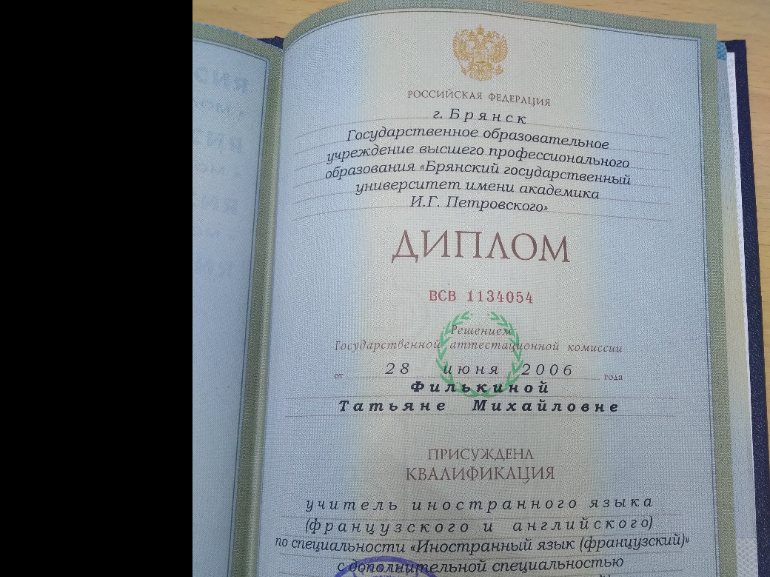 РОССИЙСКАЯ ФЕДЕРАЦИЯ
г. Брянск
Государственное образовательное
учреждение высшего профессионального
образования «Брянский государственный
университет имени академика
И.Г. Петровского»
ДИПЛОМ
ВСВ 1134054
Решением
Государственной аттестационной комиссии
от 28 июня 2006 года
Филькиной
Татьяне Михайловне
ПРИСУЖДЕНА
КВАЛИФИКАЦИЯ
учитель иностранного языка
(французского и английского)
по специальности «Иностранный язык (французский)»
с дополнительной специальностью